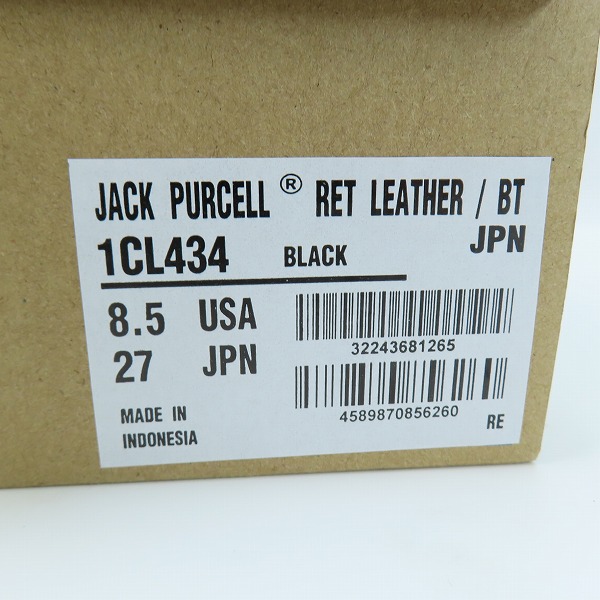 JACK PURCELL ® RET LEATHER / BT
1CL434 BLACK JPN
8.5 USA
32243681265
27 JPN
4589870856260
MADE IN
INDONESIA
RE